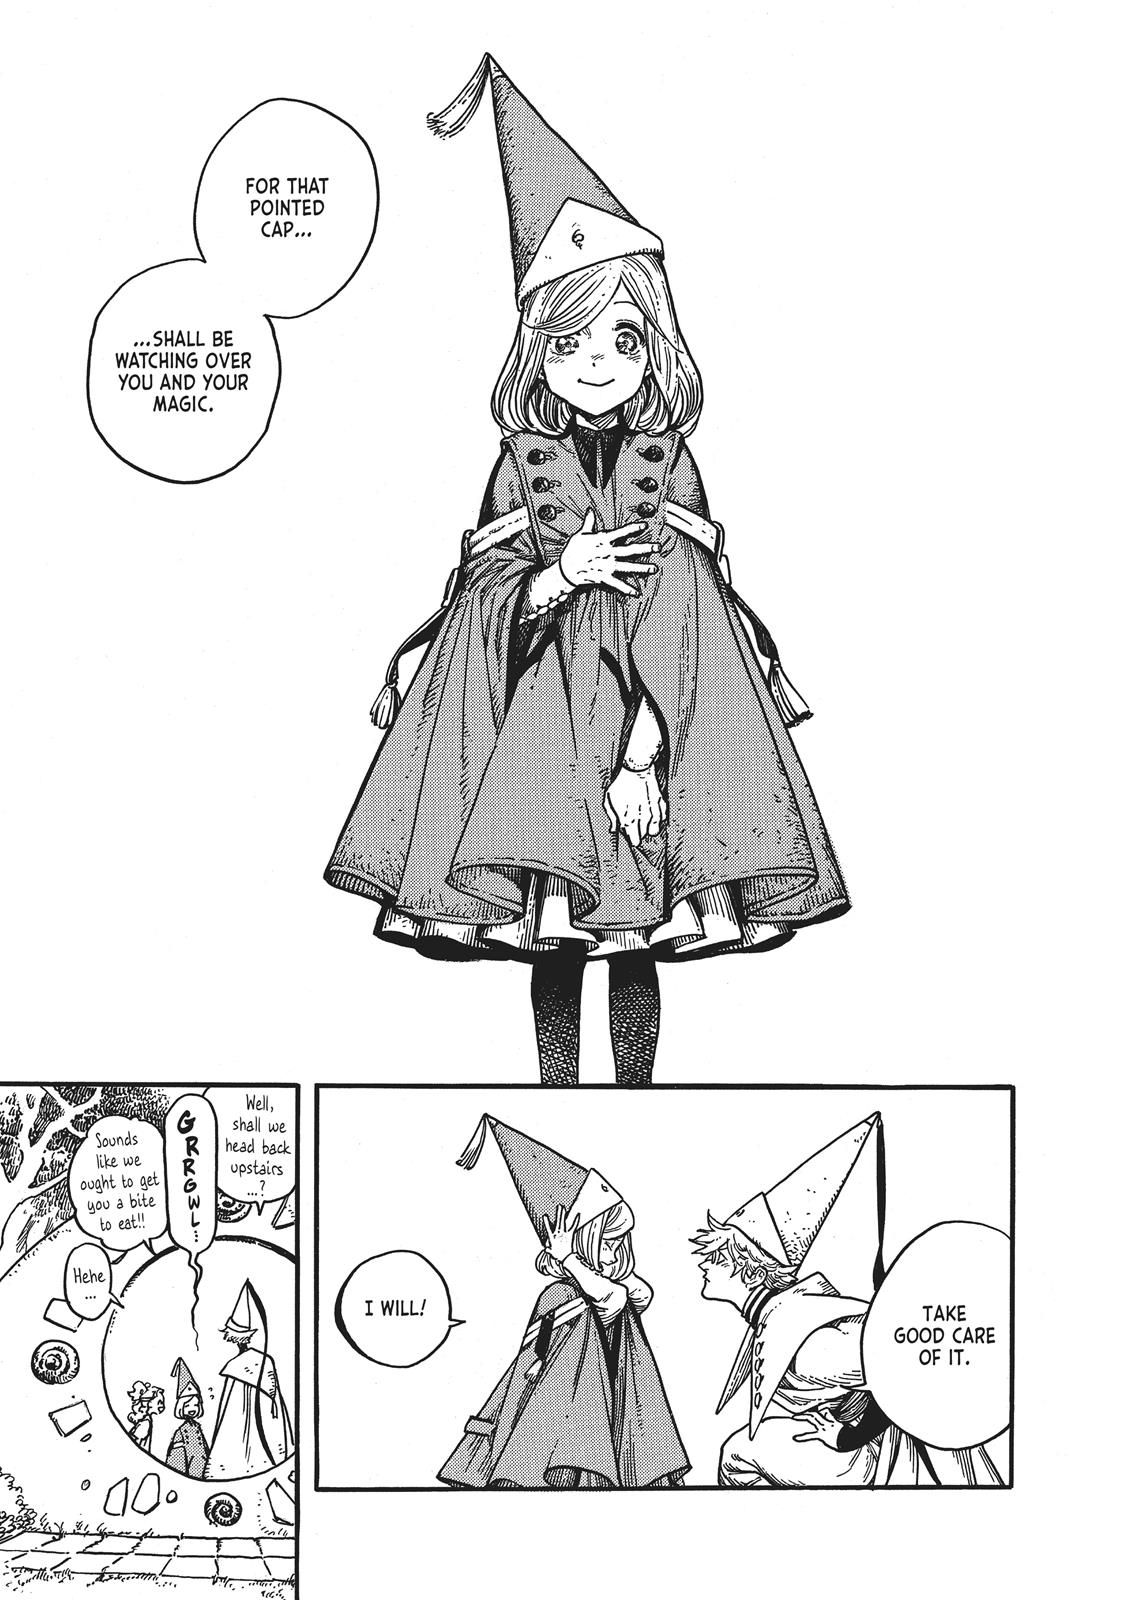 FOR THAT
POINTED
CAP...
...SHALL BE
WATCHING OVER
YOU AND YOUR
MAGIC.
TAKE
GOOD CARE
OF IT.
I WILL!
Well,
shall we
head back
upstairs
...?
GRRGWL...
Sounds
like we
ought to get
you a bite
to eat!!
Hehe
...